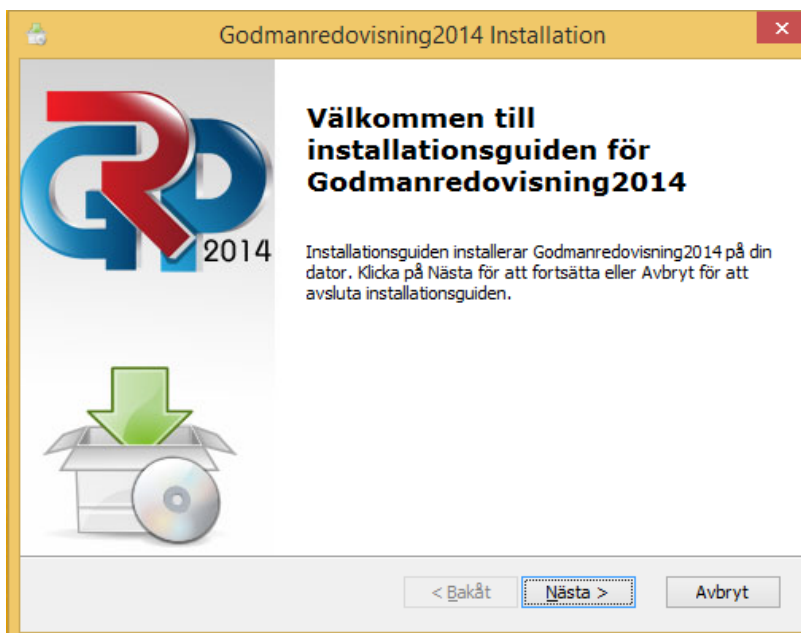 Godmanredovisning2014 Installation
GRD
2014
Välkommen till
installationsguiden för
Godmanredovisning2014
Installationsguiden installerar Godmanredovisning2014 på din
dator. Klicka på Nästa för att fortsätta eller Avbryt för att
avsluta installationsguiden.
< Bakåt
Nästa >
Avbryt